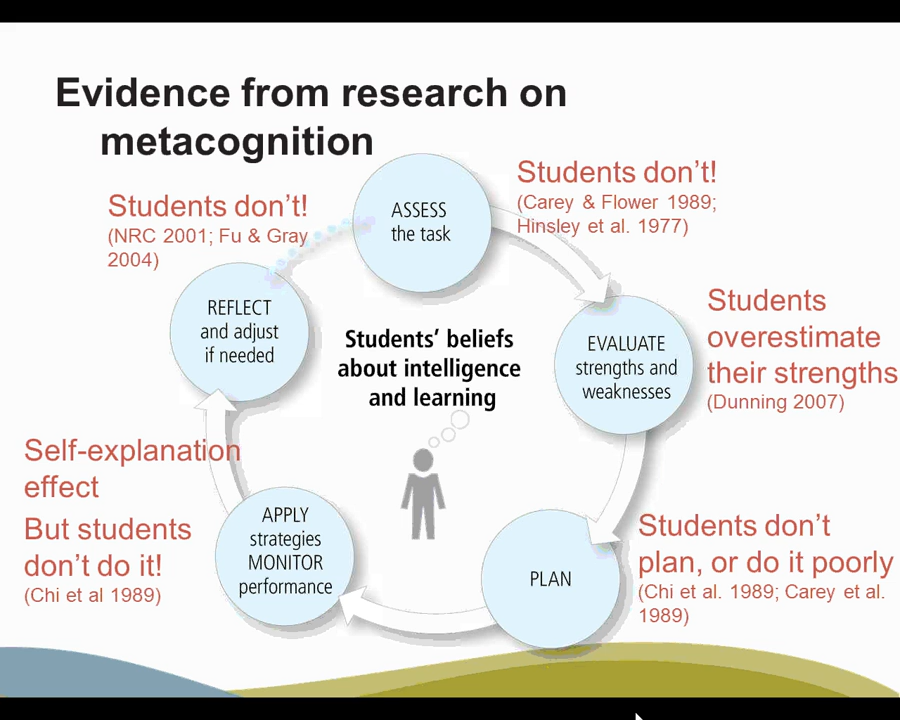 Evidence from research on
metacognition
Students don't!
(NRC 2001; Fu & Gray
2004)
ASSESS
the task
Students don't!
(Carey & Flower 1989;
Hinsley et al. 1977)
REFLECT
and adjust
if needed
Students' beliefs
about intelligence
and learning
EVALUATE
strengths and
weaknesses
Students
overestimate
their strengths
(Dunning 2007)
Self-explanation
effect
But students
don't do it!
(Chi et al 1989)
APPLY
strategies
MONITOR
performance
PLAN
Students don't
plan, or do it poorly
(Chi et al. 1989; Carey et al.
1989)